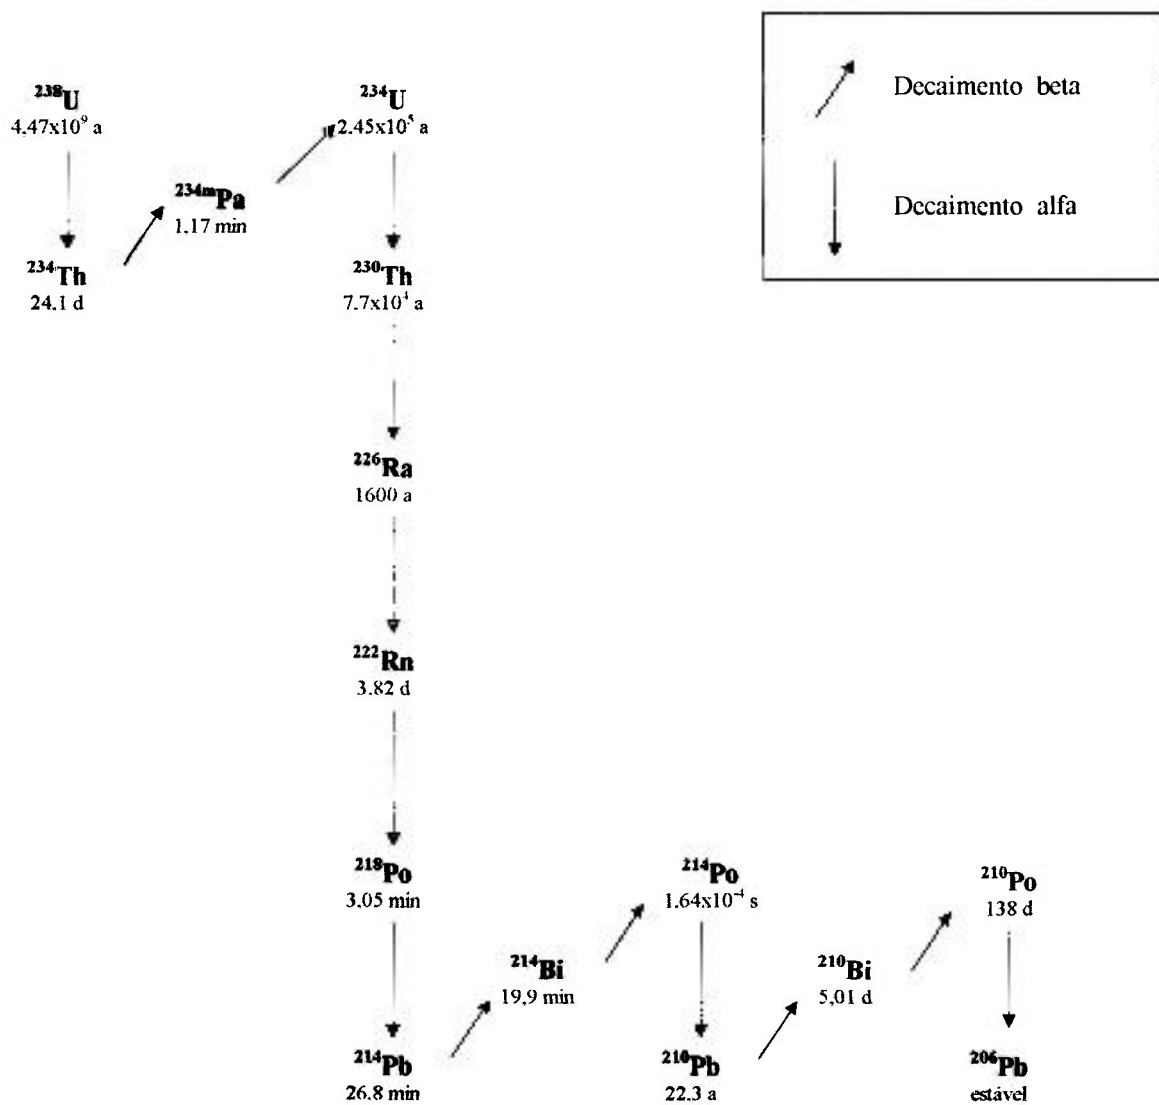 ²³⁸U
4,47x10⁹ a
²³⁴U
2.45x10⁵ a
Decaimento beta
²³⁴ᵐPa
1,17 min
Decaimento alfa
²³⁴Th
24,1 d
²³⁰Th
7.7x10⁴ a
²²⁶Ra
1600 a
²²²Rn
3.82 d
²¹⁸Po
3,05 min
²¹⁴Po
1.64x10⁻⁴ s
²¹⁰Po
138 d
²¹⁴Bi
19,9 min
²¹⁰Bi
5,01 d
²¹⁴Pb
26.8 min
²¹⁰Pb
22.3 a
²⁰⁶Pb
estável